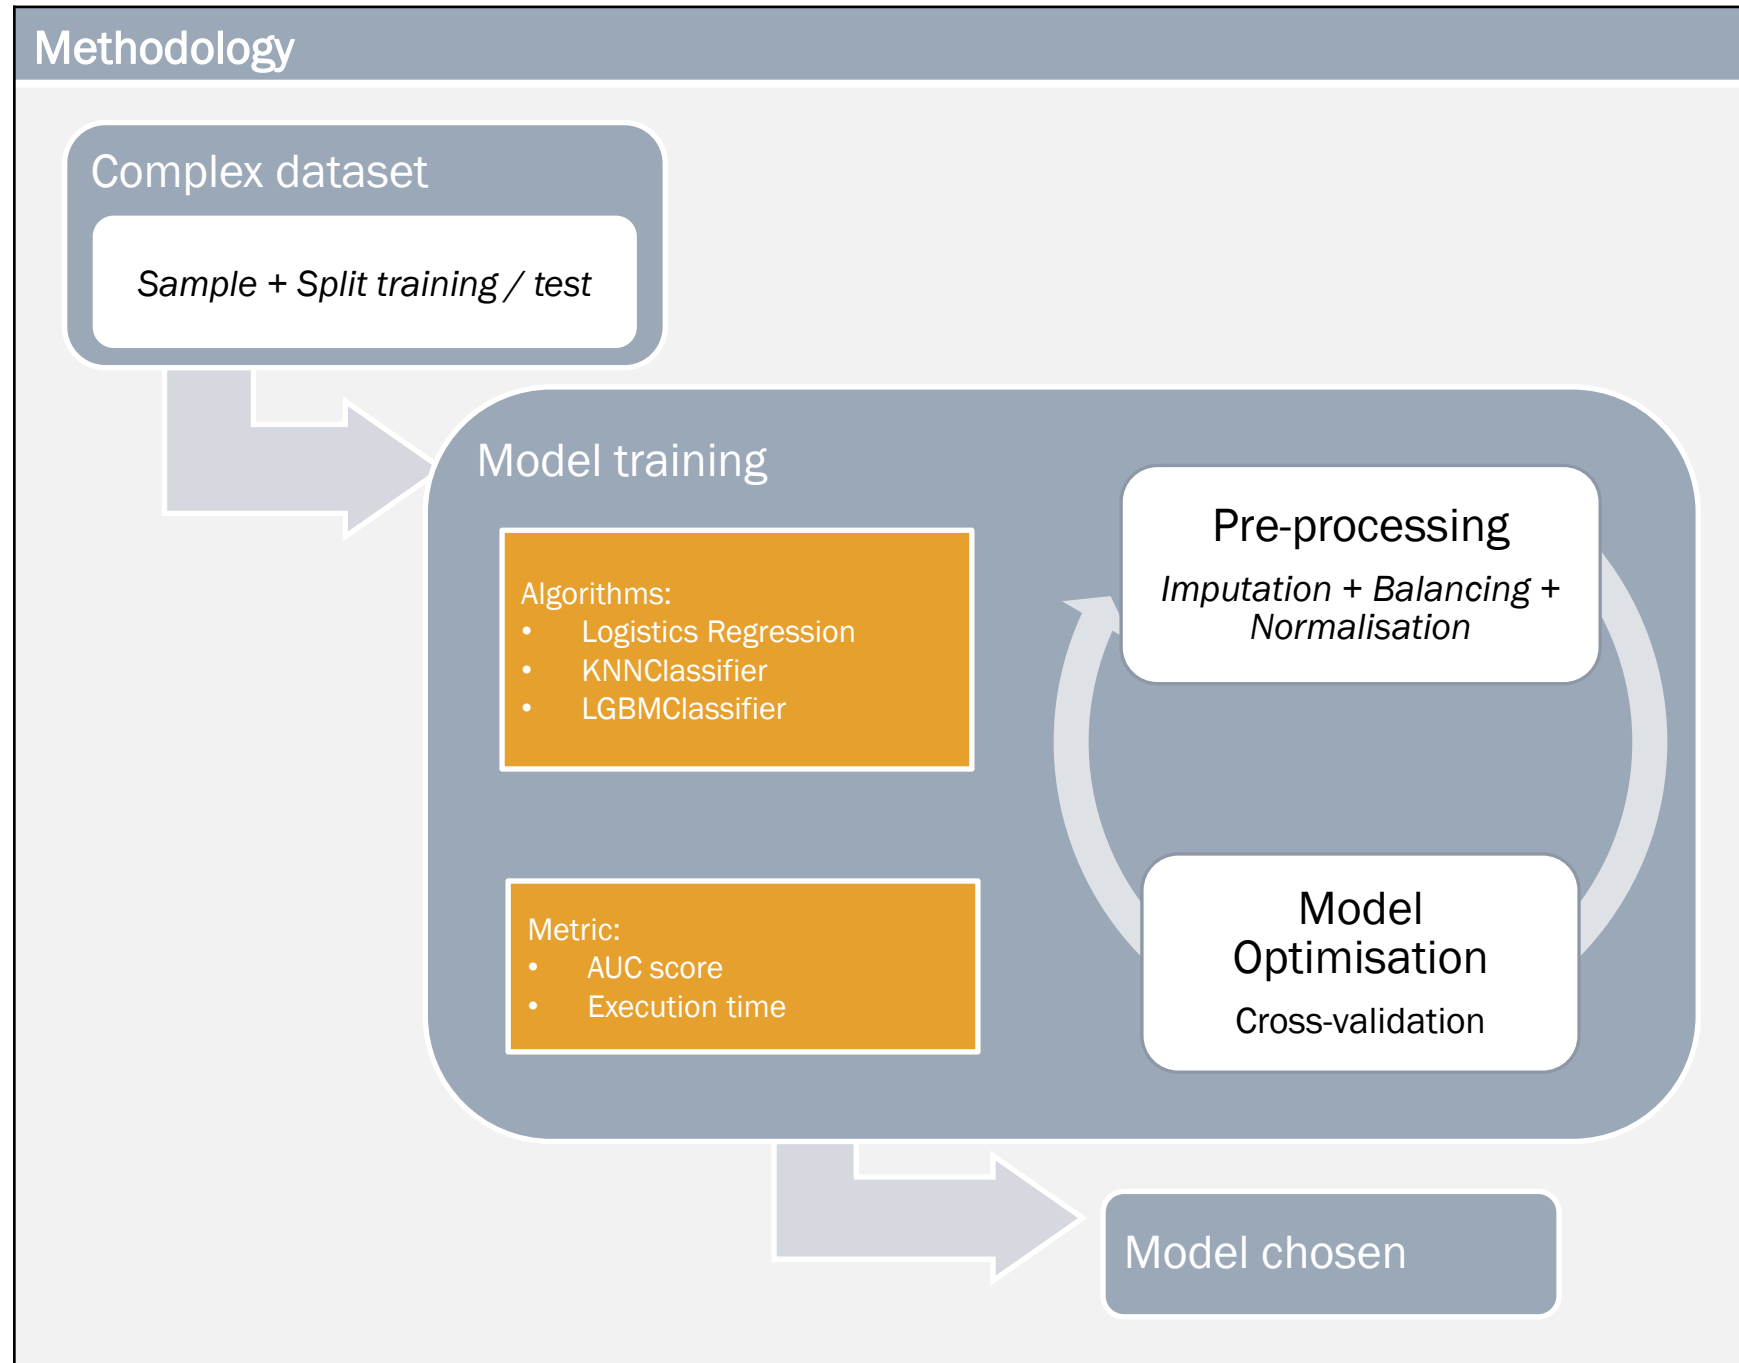 Methodology
Complex dataset
Sample + Split training / test
Model training
Algorithms:
• Logistics Regression
• KNNClassifier
• LGBMClassifier
Metric:
• AUC score
• Execution time
Pre-processing
Imputation + Balancing +
Normalisation
Model
Optimisation
Cross-validation
Model chosen